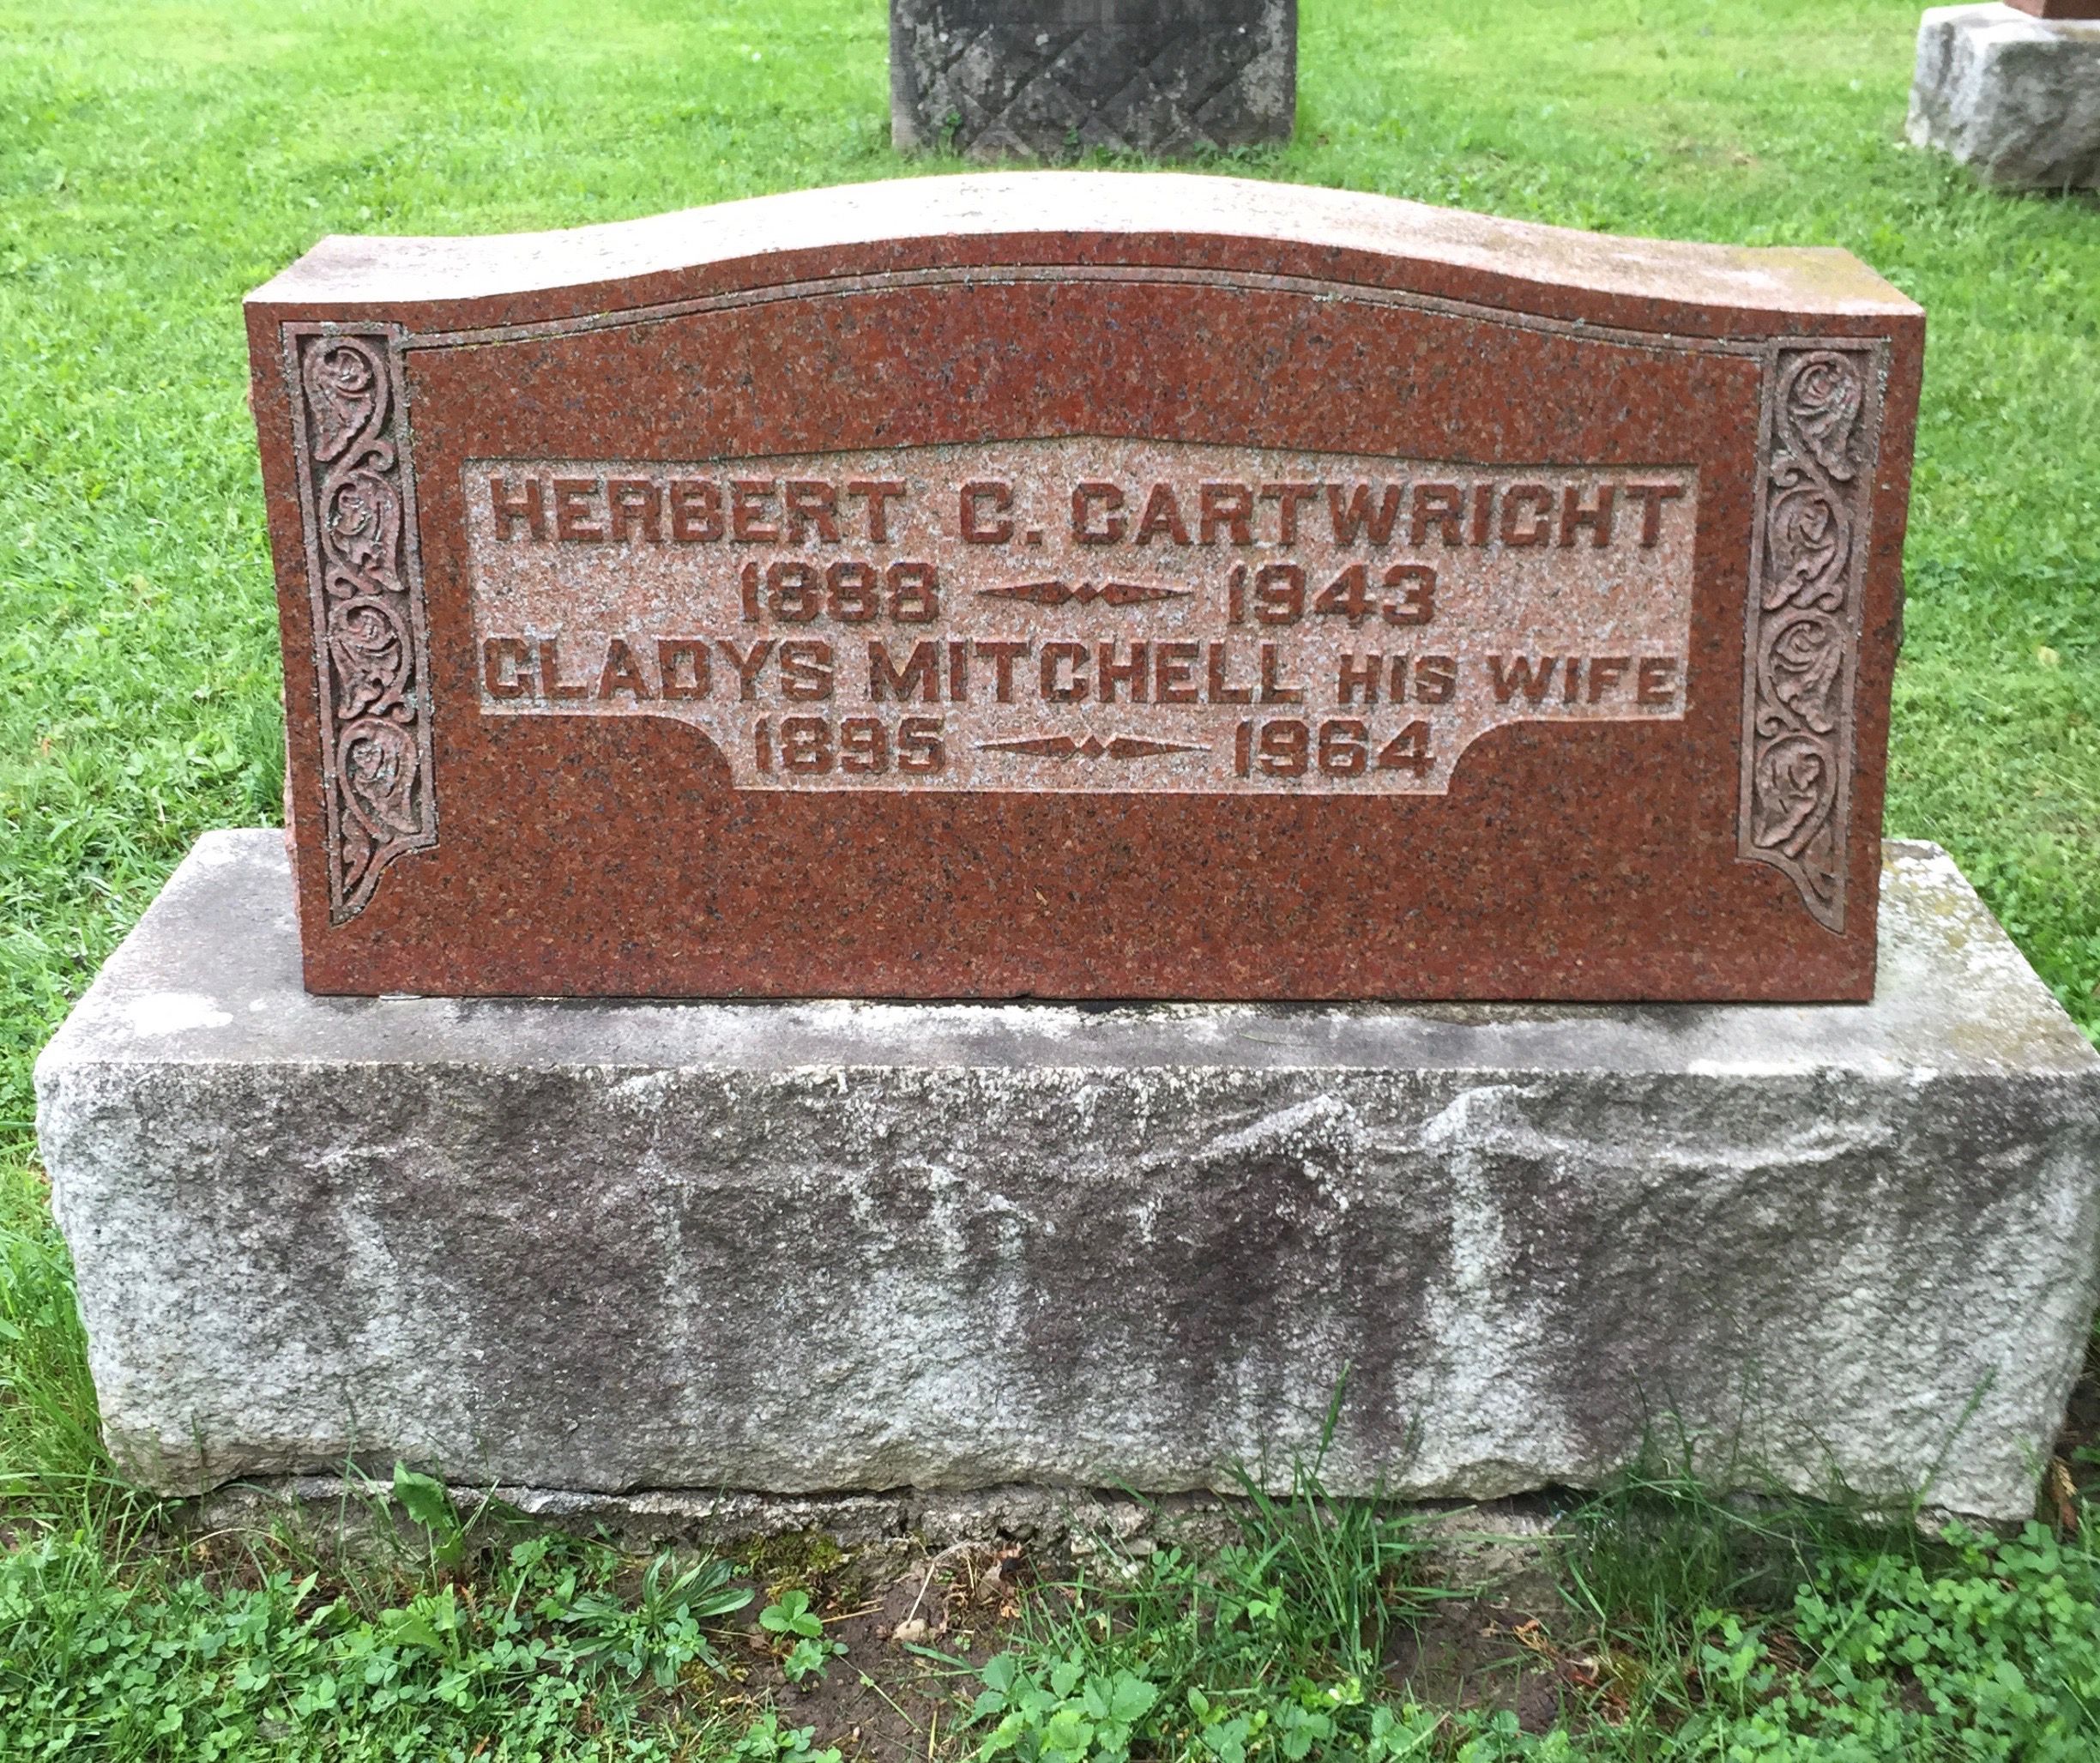 HERBERT C. CARTWRIGHT
1888 1943
GLADYS MITCHELL HIS WIFE
1895 1964